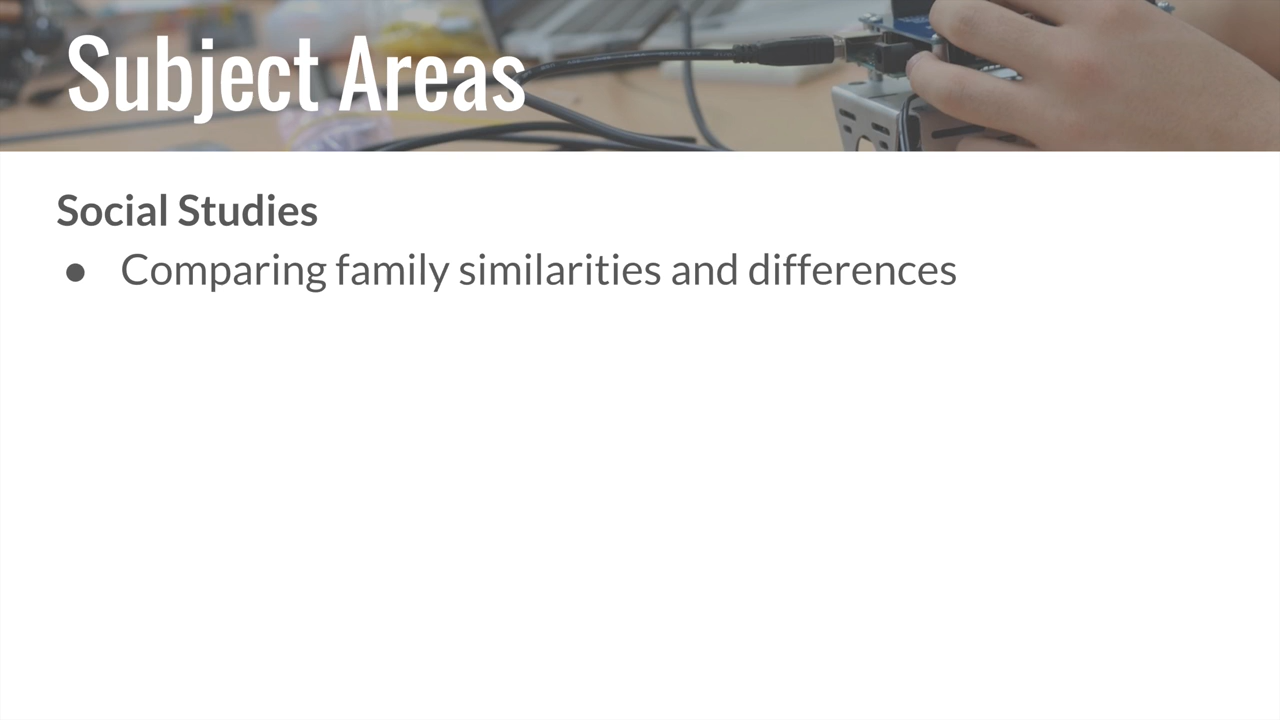 Subject Areas
Social Studies
● Comparing family similarities and differences